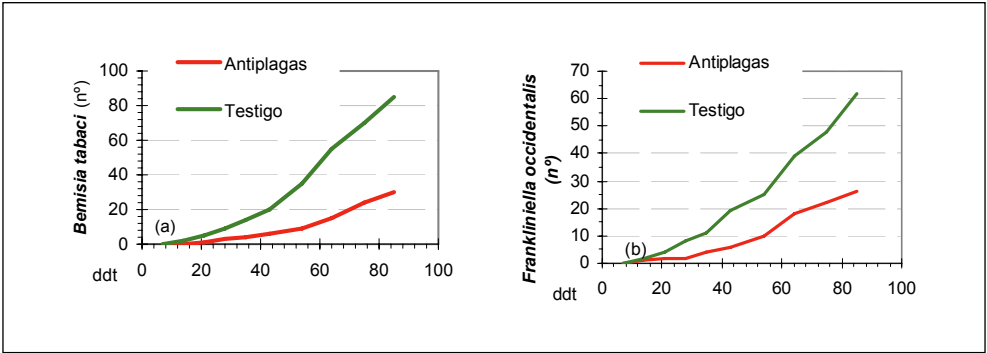 Bemisia tabaci (nº)
Antiplagas
Testigo
100
80
60
40
20
0
(a)
ddt
0 20 40 60 80 100
Frankliniella occidentalis
(nº)
Antiplagas
Testigo
70
60
50
40
30
20
10
0
(b)
ddt
0 20 40 60 80 100